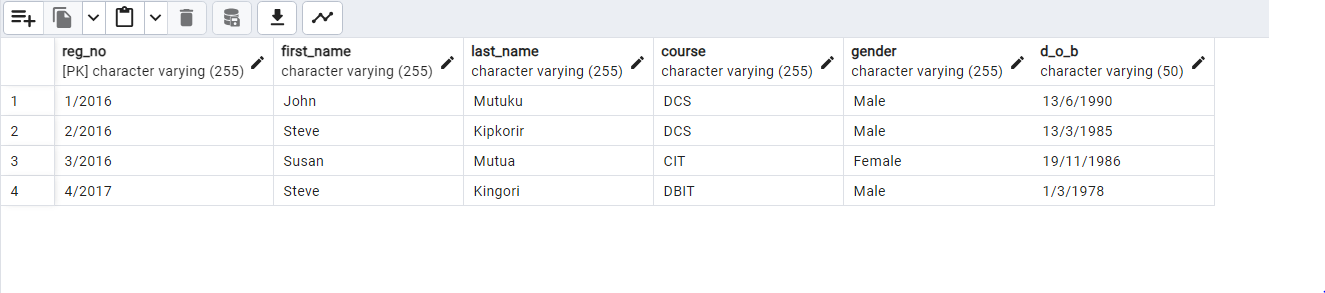 reg_no first_name last_name course gender d_o_b
[PK] character varying (255) character varying (255) character varying (255) character varying (255) character varying (255) character varying (50)
1 1/2016 John Mutuku DCS Male 13/6/1990
2 2/2016 Steve Kipkorir DCS Male 13/3/1985
3 3/2016 Susan Mutua CIT Female 19/11/1986
4 4/2017 Steve Kingori DBIT Male 1/3/1978